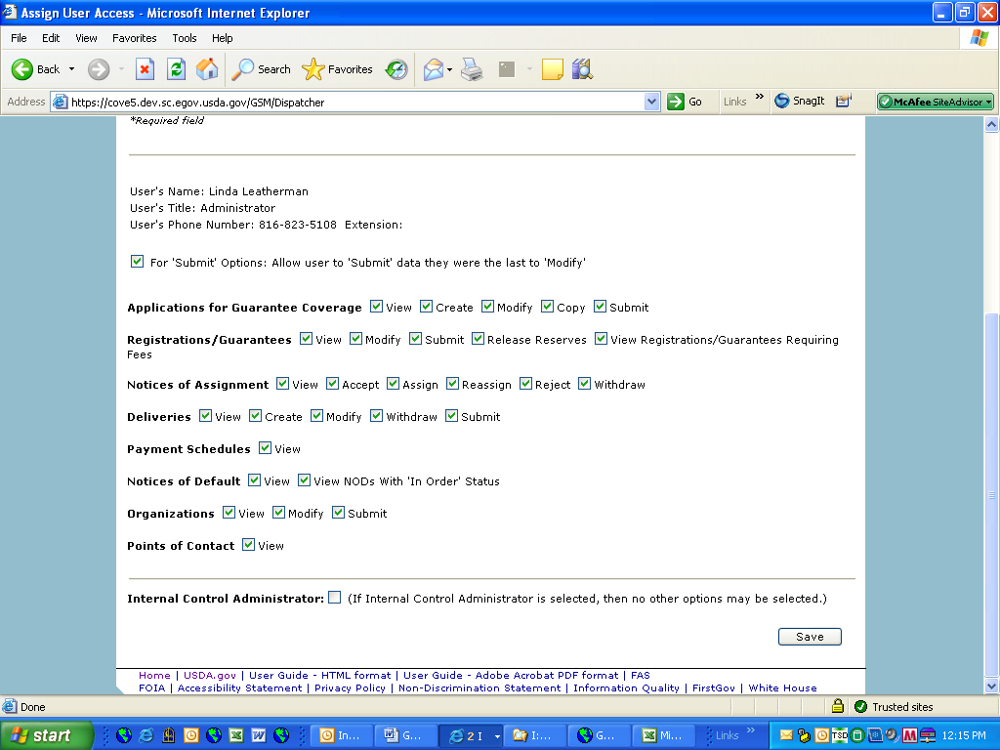 Assign User Access - Microsoft Internet Explorer
File Edit View Favorites Tools Help
Back Search Favorites
Address https://cove5.dev.sc.egov.usda.gov/GSM/Dispatcher Go Links » SnagIt McAfee SiteAdvisor
*Required field
User's Name: Linda Leatherman
User's Title: Administrator
User's Phone Number: 816-823-5108 Extension:
For 'Submit' Options: Allow user to 'Submit' data they were the last to 'Modify'
Applications for Guarantee Coverage View Create Modify Copy Submit
Registrations/Guarantees View Modify Submit Release Reserves View Registrations/Guarantees Requiring
Fees
Notices of Assignment View Accept Assign Reassign Reject Withdraw
Deliveries View Create Modify Withdraw Submit
Payment Schedules View
Notices of Default View View NODs With 'In Order' Status
Organizations View Modify Submit
Points of Contact View
Internal Control Administrator: (If Internal Control Administrator is selected, then no other options may be selected.)
Save
Home | USDA.gov | User Guide - HTML format | User Guide - Adobe Acrobat PDF format | FAS
FOIA | Accessibility Statement | Privacy Policy | Non-Discrimination Statement | Information Quality | FirstGov | White House
Done Trusted sites
start In... G... 2 I I:... G... Mi... Links » TSD 12:15 PM